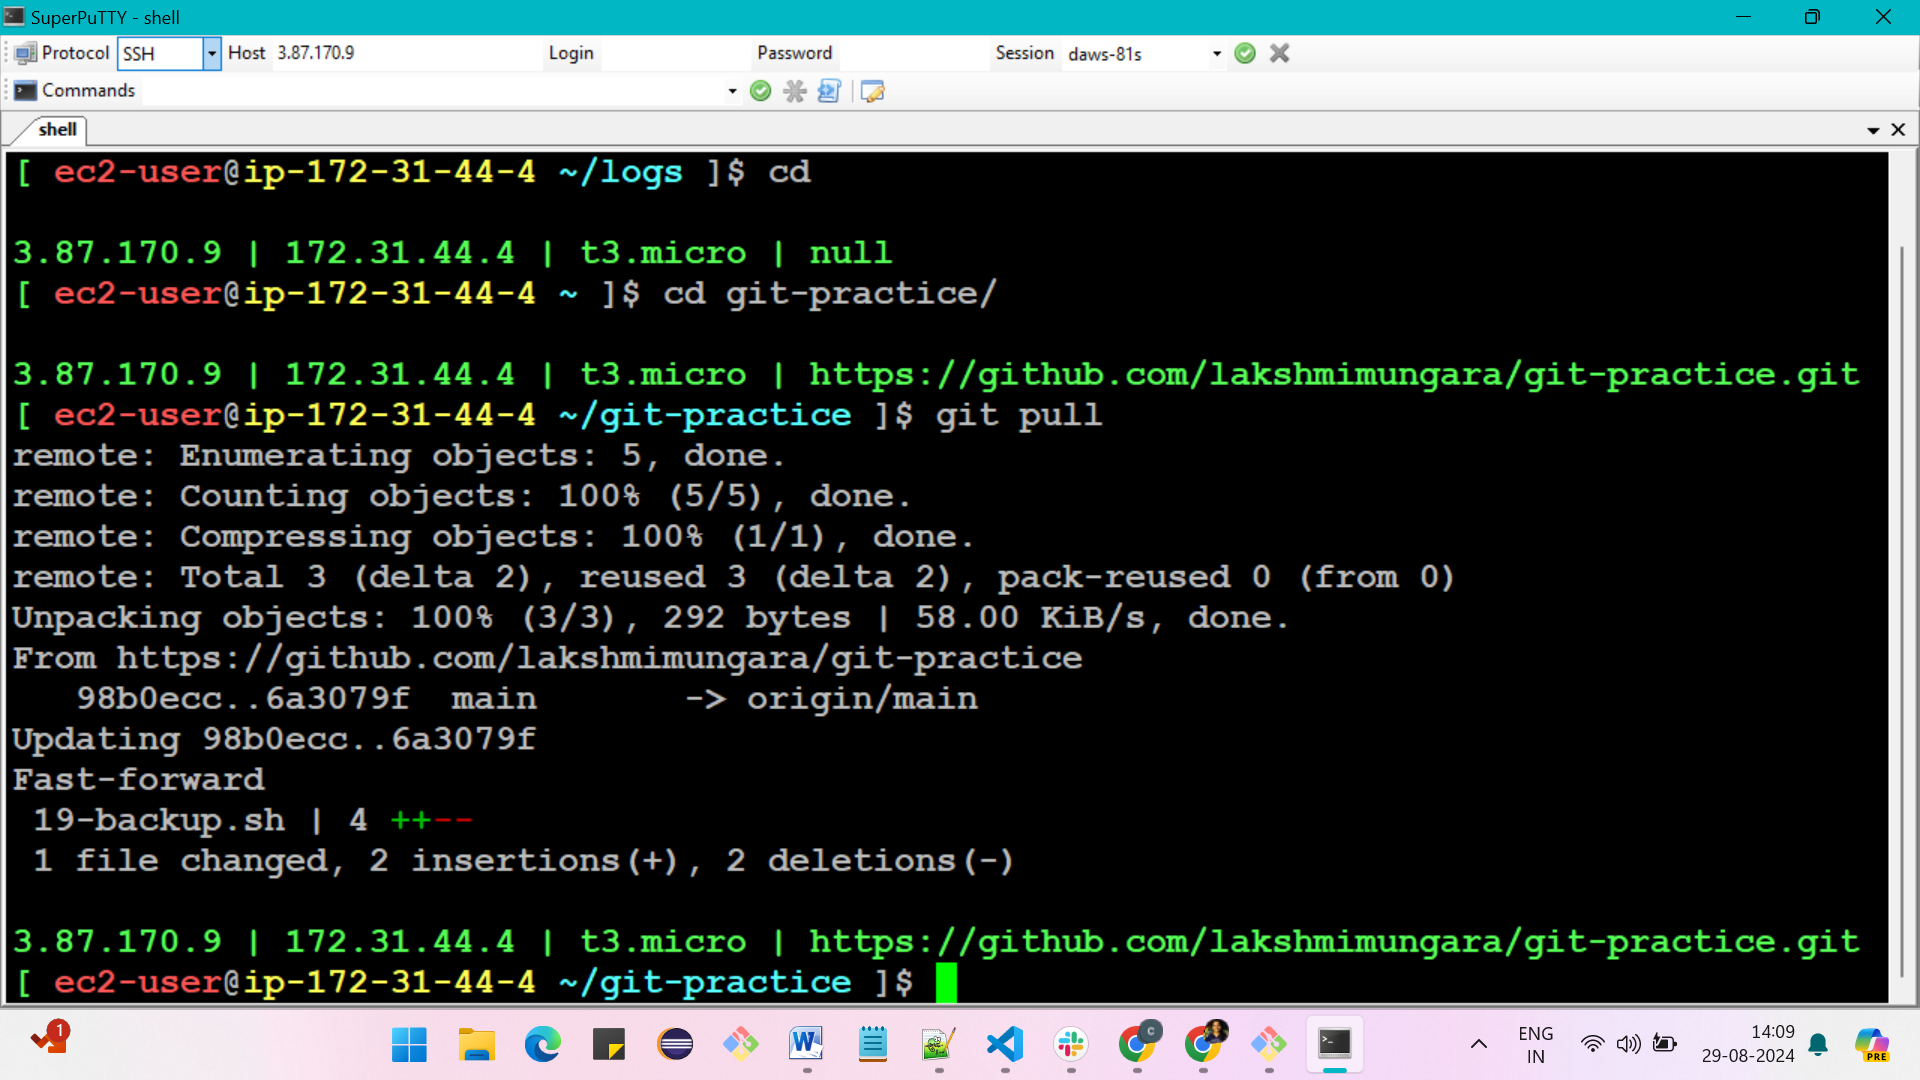 SuperPuTTY - shell
Protocol SSH Host 3.87.170.9 Login Password Session daws-81s
Commands
shell
[ ec2-user@ip-172-31-44-4 ~/logs ]$ cd
3.87.170.9 | 172.31.44.4 | t3.micro | null
[ ec2-user@ip-172-31-44-4 ~ ]$ cd git-practice/
3.87.170.9 | 172.31.44.4 | t3.micro | https://github.com/lakshmimungara/git-practice.git
[ ec2-user@ip-172-31-44-4 ~/git-practice ]$ git pull
remote: Enumerating objects: 5, done.
remote: Counting objects: 100% (5/5), done.
remote: Compressing objects: 100% (1/1), done.
remote: Total 3 (delta 2), reused 3 (delta 2), pack-reused 0 (from 0)
Unpacking objects: 100% (3/3), 292 bytes | 58.00 KiB/s, done.
From https://github.com/lakshmimungara/git-practice
   98b0ecc..6a3079f  main       -> origin/main
Updating 98b0ecc..6a3079f
Fast-forward
 19-backup.sh | 4 ++--
 1 file changed, 2 insertions(+), 2 deletions(-)
3.87.170.9 | 172.31.44.4 | t3.micro | https://github.com/lakshmimungara/git-practice.git
[ ec2-user@ip-172-31-44-4 ~/git-practice ]$
1
C
ENG
IN
14:09
29-08-2024
PRE